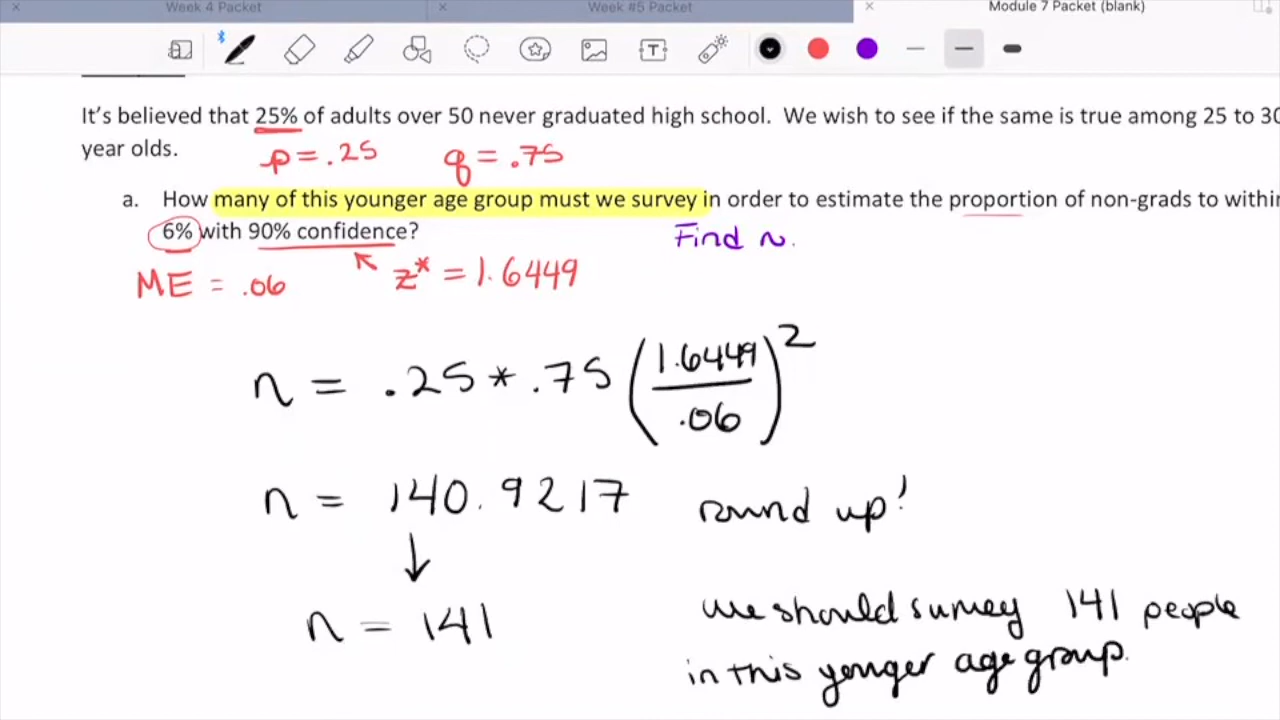 Week 4 Packet
Week #5 Packet
Module 7 Packet (blank)
It's believed that 25% of adults over 50 never graduated high school. We wish to see if the same is true among 25 to 30
year olds.
p = .25 q = .75
a. How many of this younger age group must we survey in order to estimate the proportion of non-grads to within
6% with 90% confidence?
Find n.
ME = .06 z* = 1.6449
n = .25 * .75 (1.6449/.06)²
n = 140.9217 round up!
↓
n = 141
we should survey 141 people
in this younger age group.